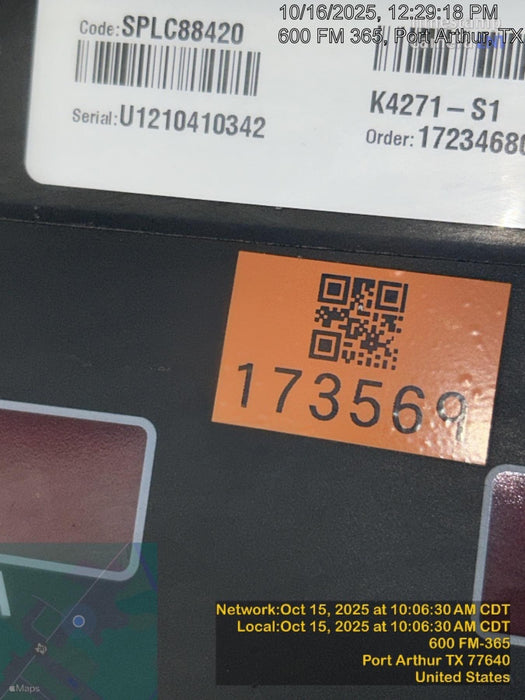 10/16/2025, 12:29:18 PM
600 FM 365, Port Arthur, TX
Code:SPLC88420
Serial:U1210410342
K4271-S1
Order:1723468
173569
Network:Oct 15, 2025 at 10:06:30 AM CDT
Local:Oct 15, 2025 at 10:06:30 AM CDT
600 FM-365
Port Arthur TX 77640
United States
Maps